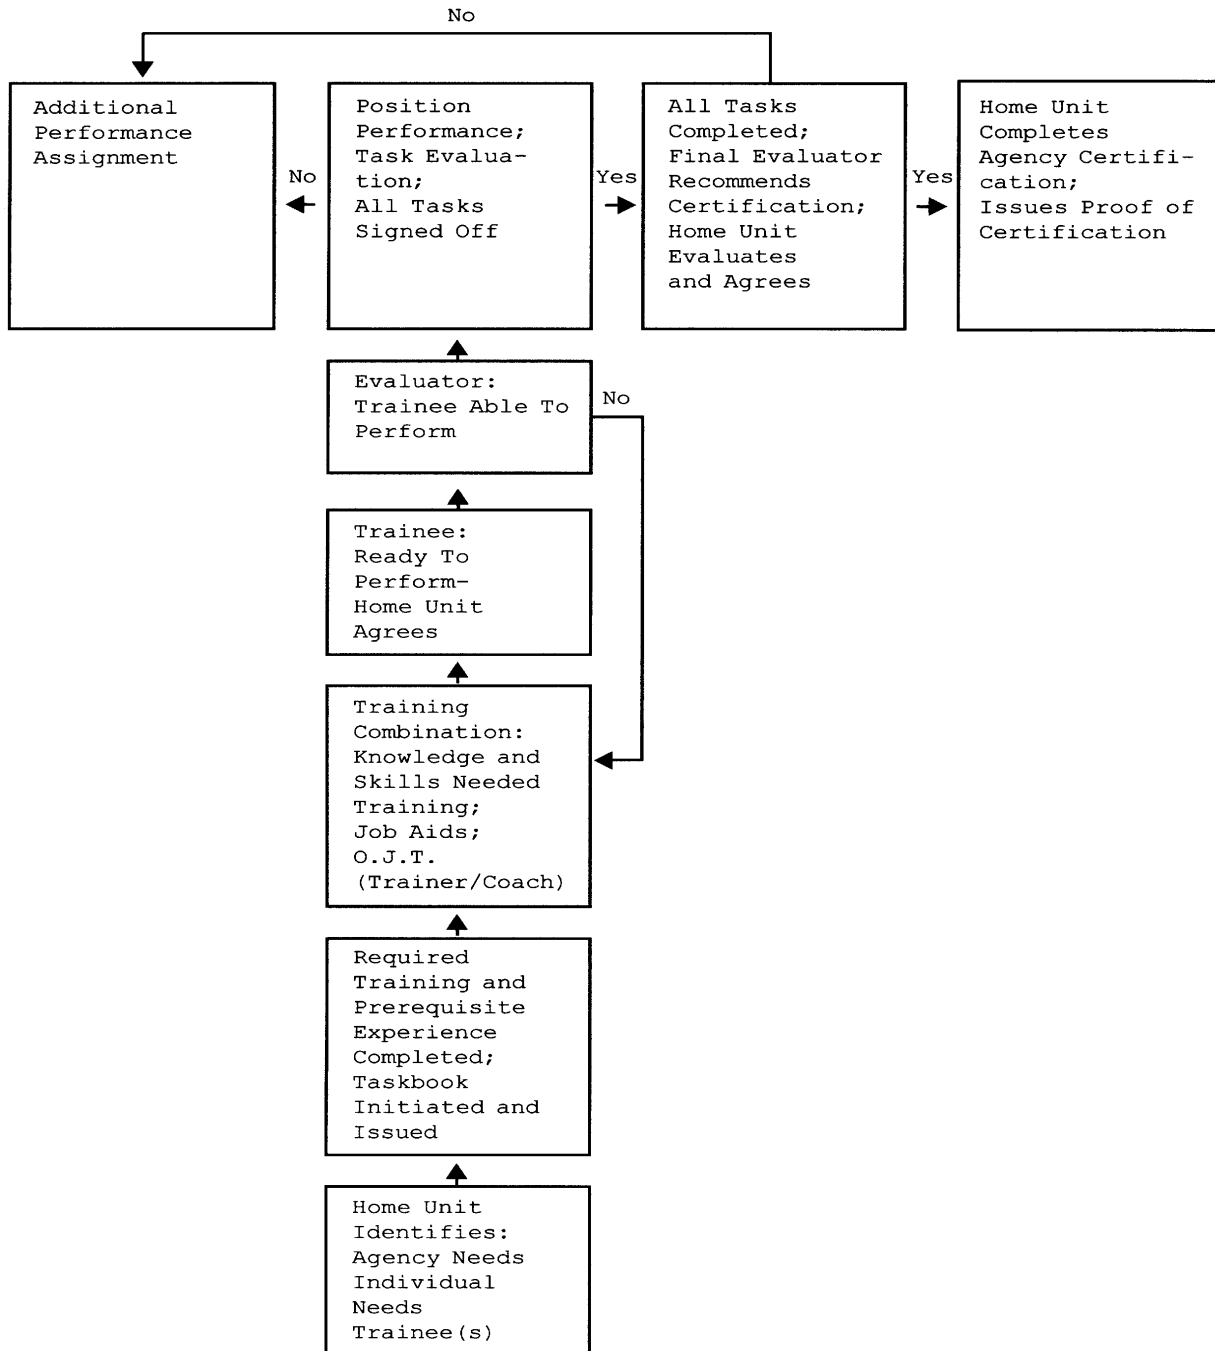 No
Additional
Performance
Assignment
No
Position
Performance;
Task Evalua-
tion;
All Tasks
Signed Off
Yes
All Tasks
Completed;
Final Evaluator
Recommends
Certification;
Home Unit
Evaluates
and Agrees
Yes
Home Unit
Completes
Agency Certifi-
cation;
Issues Proof of
Certification
Evaluator:
Trainee Able To
Perform
No
Trainee:
Ready To
Perform-
Home Unit
Agrees
Training
Combination:
Knowledge and
Skills Needed
Training;
Job Aids;
O.J.T.
(Trainer/Coach)
Required
Training and
Prerequisite
Experience
Completed;
Taskbook
Initiated and
Issued
Home Unit
Identifies:
Agency Needs
Individual
Needs
Trainee(s)